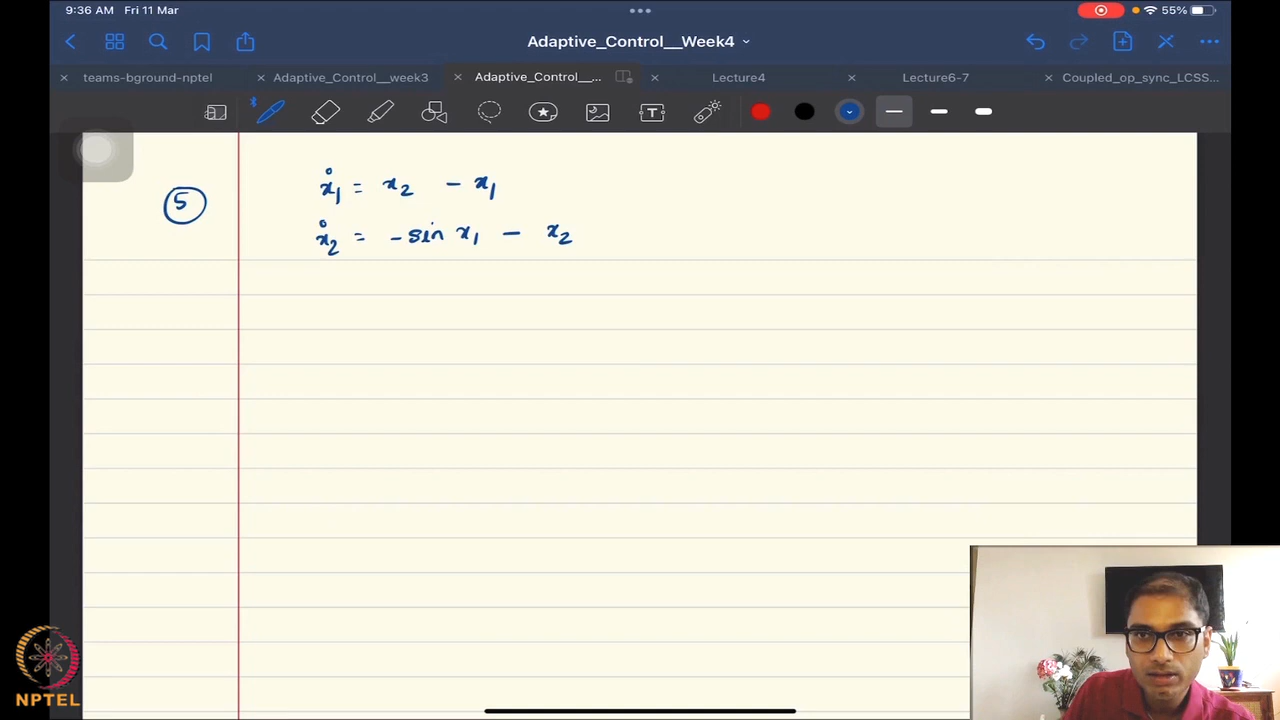 9:36 AM Fri 11 Mar
55%
Adaptive_Control__Week4
teams-bground-nptel
Adaptive_Control__week3
Adaptive_Control__...
Lecture4
Lecture6-7
Coupled_op_sync_LCSS...
5
ẋ₁ = x₂ - x₁
ẋ₂ = - sin x₁ - x₂
NPTEL